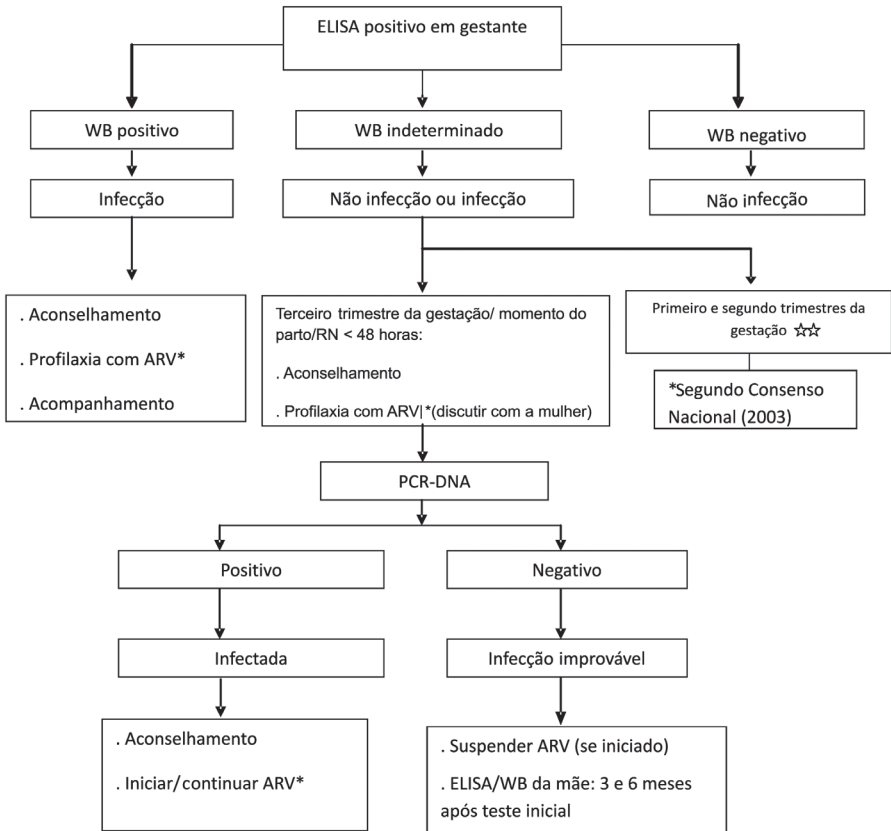 ELISA positivo em gestante
WB positivo
WB indeterminado
WB negativo
Infecção
Não infecção ou infecção
Não infecção
. Aconselhamento
. Profilaxia com ARV*
. Acompanhamento
Terceiro trimestre da gestação/ momento do
parto/RN < 48 horas:
. Aconselhamento
. Profilaxia com ARV|*(discutir com a mulher)
Primeiro e segundo trimestres da
gestação ☆☆
*Segundo Consenso
Nacional (2003)
PCR-DNA
Positivo
Negativo
Infectada
Infecção improvável
. Aconselhamento
. Iniciar/continuar ARV*
. Suspender ARV (se iniciado)
. ELISA/WB da mãe: 3 e 6 meses
após teste inicial